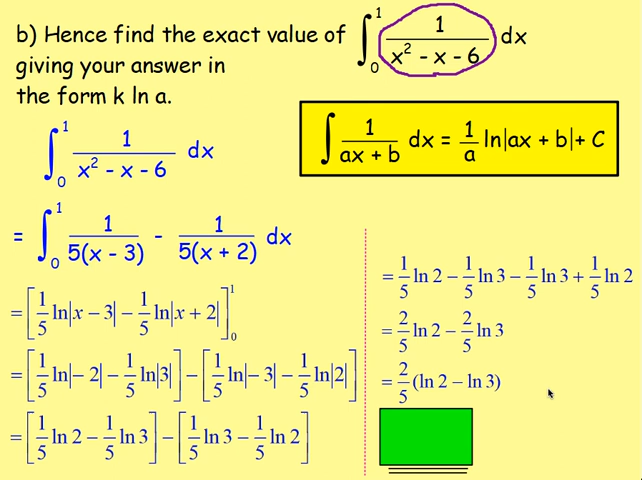 b) Hence find the exact value of ∫₀¹ 1/(x² - x - 6) dx
giving your answer in
the form k ln a.
∫ 1/(ax + b) dx = 1/a ln|ax + b| + C
∫₀¹ 1/(x² - x - 6) dx
= ∫₀¹ 1/(5(x - 3)) - 1/(5(x + 2)) dx
= [1/5 ln|x - 3| - 1/5 ln|x + 2|]₀¹
= [1/5 ln|-2| - 1/5 ln|3|] - [1/5 ln|-3| - 1/5 ln|2|]
= [1/5 ln 2 - 1/5 ln 3] - [1/5 ln 3 - 1/5 ln 2]
= 1/5 ln 2 - 1/5 ln 3 - 1/5 ln 3 + 1/5 ln 2
= 2/5 ln 2 - 2/5 ln 3
= 2/5 (ln 2 - ln 3)